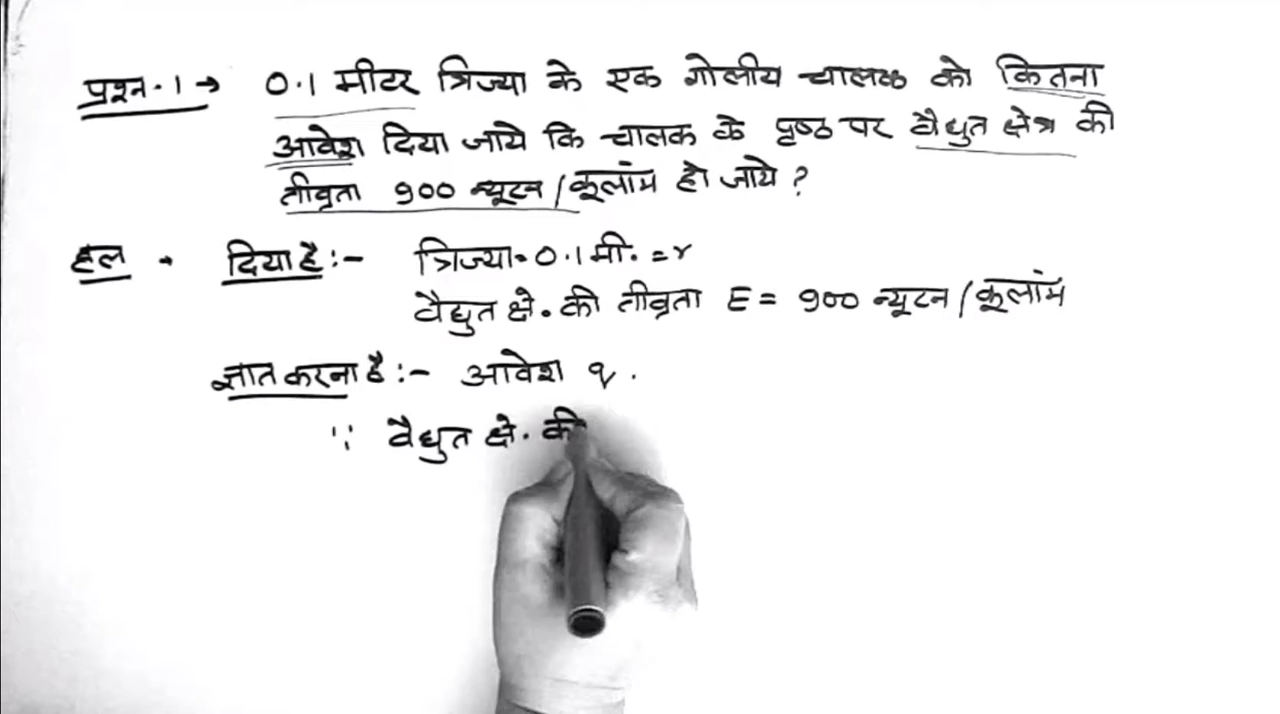 प्रश्न.1→ 0.1 मीटर त्रिज्या के एक गोलीय चालक को कितना
आवेश दिया जाये कि चालक के पृष्ठ पर वैद्युत क्षेत्र की
तीव्रता 900 न्यूटन/कूलॉम हो जाये?
हल • दिया है:- त्रिज्या=0.1मी.=r
वैद्युत क्षे. की तीव्रता E= 900 न्यूटन/कूलॉम
ज्ञात करना है:- आवेश q.
∵ वैद्युत क्षे. की